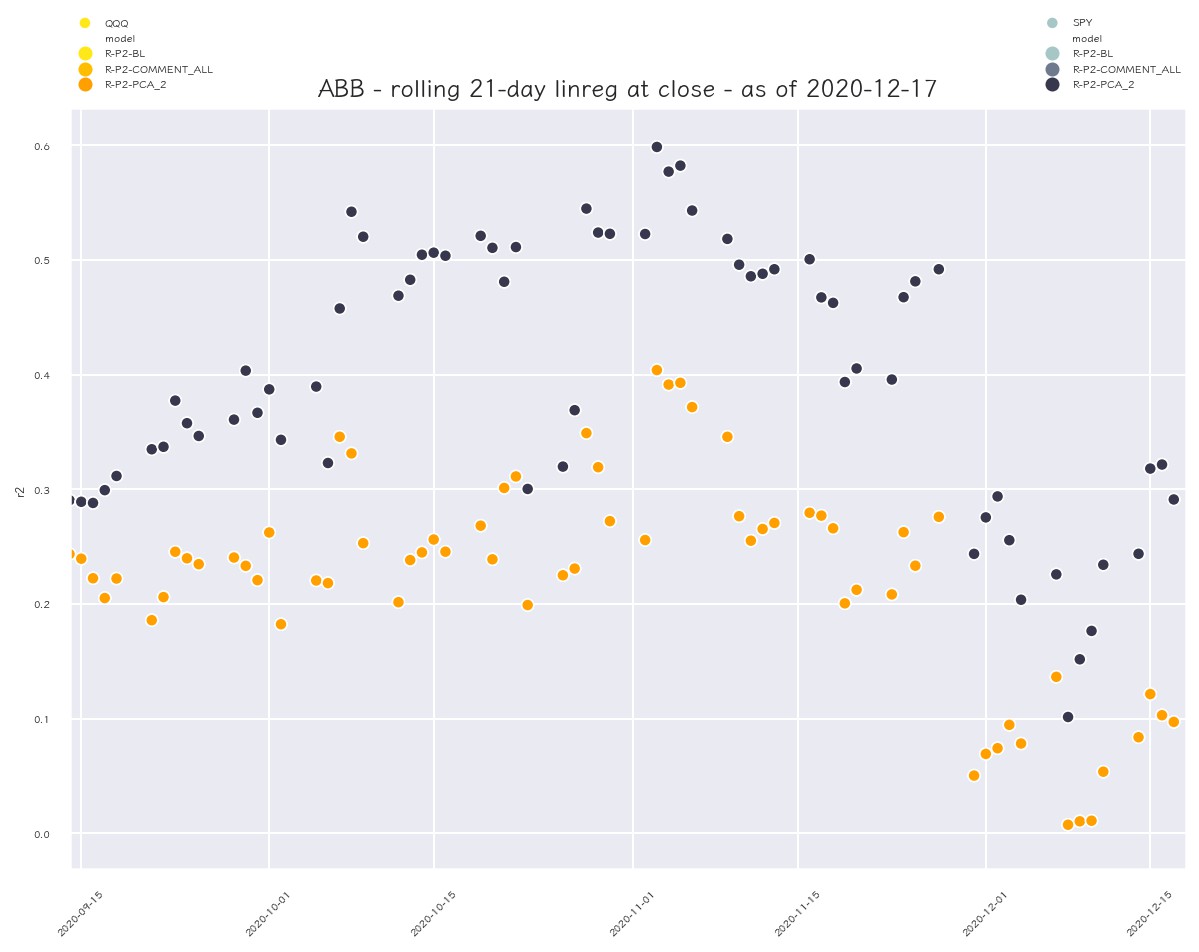 QQQ
model
R-P2-BL
R-P2-COMMENT_ALL
R-P2-PCA_2
SPY
model
R-P2-BL
R-P2-COMMENT_ALL
R-P2-PCA_2
ABB - rolling 21-day linreg at close - as of 2020-12-17
0.6
0.5
0.4
0.3
r2
0.2
0.1
0.0
2020-09-15
2020-10-01
2020-10-15
2020-11-01
2020-11-15
2020-12-01
2020-12-15